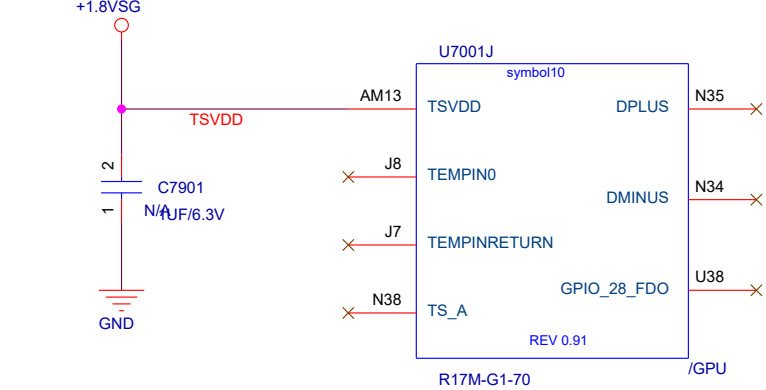 +1.8VSG
U7001J
symbol10
AM13
TSVDD
TSVDD
DPLUS
N35
J8
TEMPIN0
2
C7901
N/A
1UF/6.3V
1
DMINUS
N34
J7
TEMPINRETURN
GPIO_28_FDO
U38
N38
TS_A
GND
REV 0.91
/GPU
R17M-G1-70